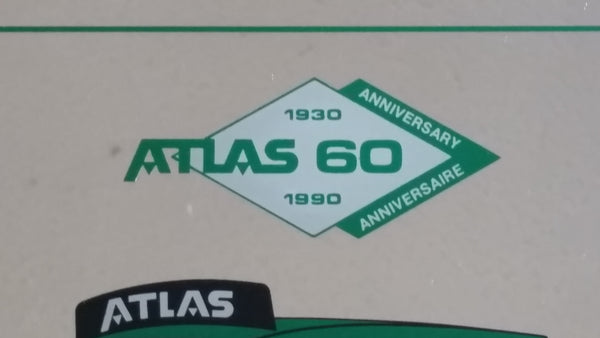 1930
ATLAS 60
1990
ANNIVERSARY
ANNIVERSAIRE
ATLAS